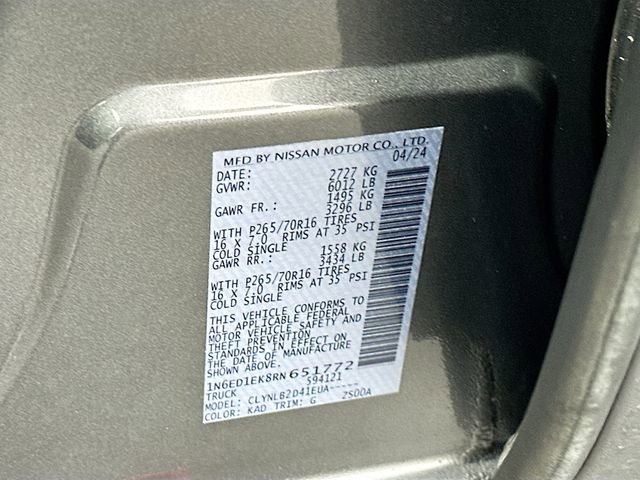 MFD BY NISSAN MOTOR CO., LTD.
DATE: 04/24
GVWR: 2727 KG
6012 LB
GAWR FR.: 1495 KG
3296 LB
WITH P265/70R16 TIRES
16 X 7.0 RIMS AT 35 PSI
COLD SINGLE
GAWR RR.: 1558 KG
3434 LB
WITH P265/70R16 TIRES
16 X 7.0 RIMS AT 35 PSI
COLD SINGLE
THIS VEHICLE CONFORMS TO
ALL APPLICABLE FEDERAL
MOTOR VEHICLE SAFETY AND
THEFT PREVENTION
STANDARDS IN EFFECT ON
THE DATE OF MANUFACTURE
SHOWN ABOVE.
1N6ED1EK8RN651772
TRUCK 594121
MODEL: CLYNLB2D41EUA-----
COLOR: KAD TRIM: G 2S00A